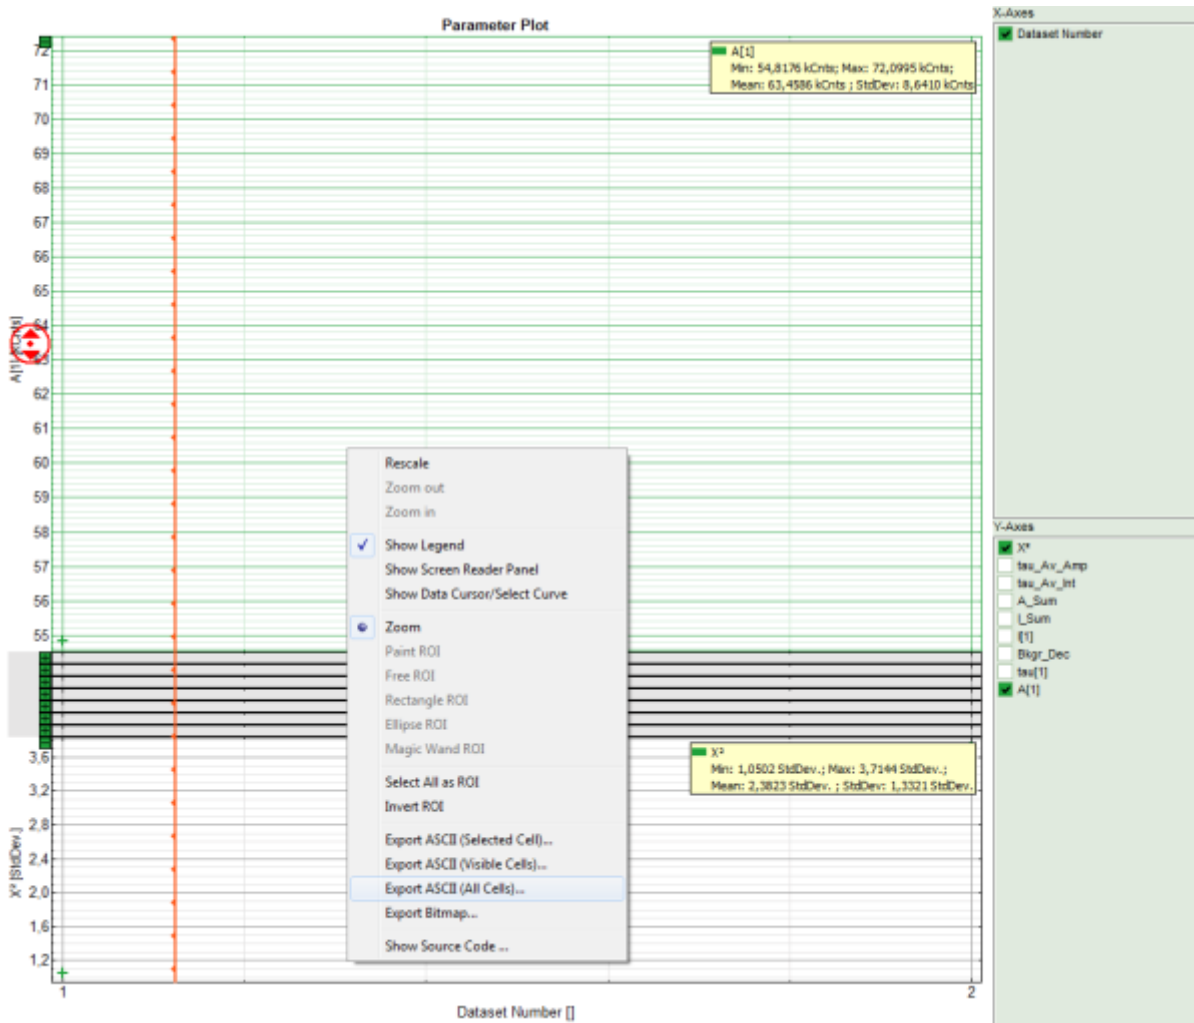 Parameter Plot
X-Axes
Dataset Number
A[1]
Min: 54,8176 kCnts; Max: 72,0995 kCnts;
Mean: 63,4586 kCnts ; StdDev: 8,6410 kCnts
72
71
70
69
68
67
66
65
64
63
62
61
60
59
58
57
56
55
A[1] [kCnts]
Rescale
Zoom out
Zoom in
Show Legend
Show Screen Reader Panel
Show Data Cursor/Select Curve
Zoom
Paint ROI
Free ROI
Rectangle ROI
Ellipse ROI
Magic Wand ROI
Select All as ROI
Invert ROI
Export ASCII (Selected Cell)...
Export ASCII (Visible Cells)...
Export ASCII (All Cells)...
Export Bitmap...
Show Source Code ...
Y-Axes
X²
tau_Av_Amp
tau_Av_Int
A_Sum
I_Sum
I[1]
Bkgr_Dec
tau[1]
A[1]
X²
Min: 1,0502 StdDev.; Max: 3,7144 StdDev.;
Mean: 2,3823 StdDev. ; StdDev: 1,3321 StdDev.
3,6
3,2
2,8
2,4
2,0
1,6
1,2
X² [StdDev.]
1
2
Dataset Number []